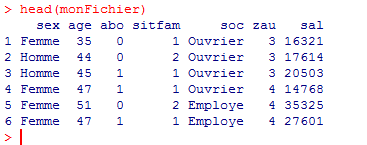 > head(monFichier)
sex age abo sitfam soc zau sal
1 Femme 35 0 1 Ouvrier 3 16321
2 Homme 44 0 2 Ouvrier 3 17614
3 Homme 45 1 1 Ouvrier 3 20503
4 Femme 47 1 1 Ouvrier 4 14768
5 Femme 51 0 2 Employe 4 35325
6 Femme 47 1 1 Employe 4 27601
>